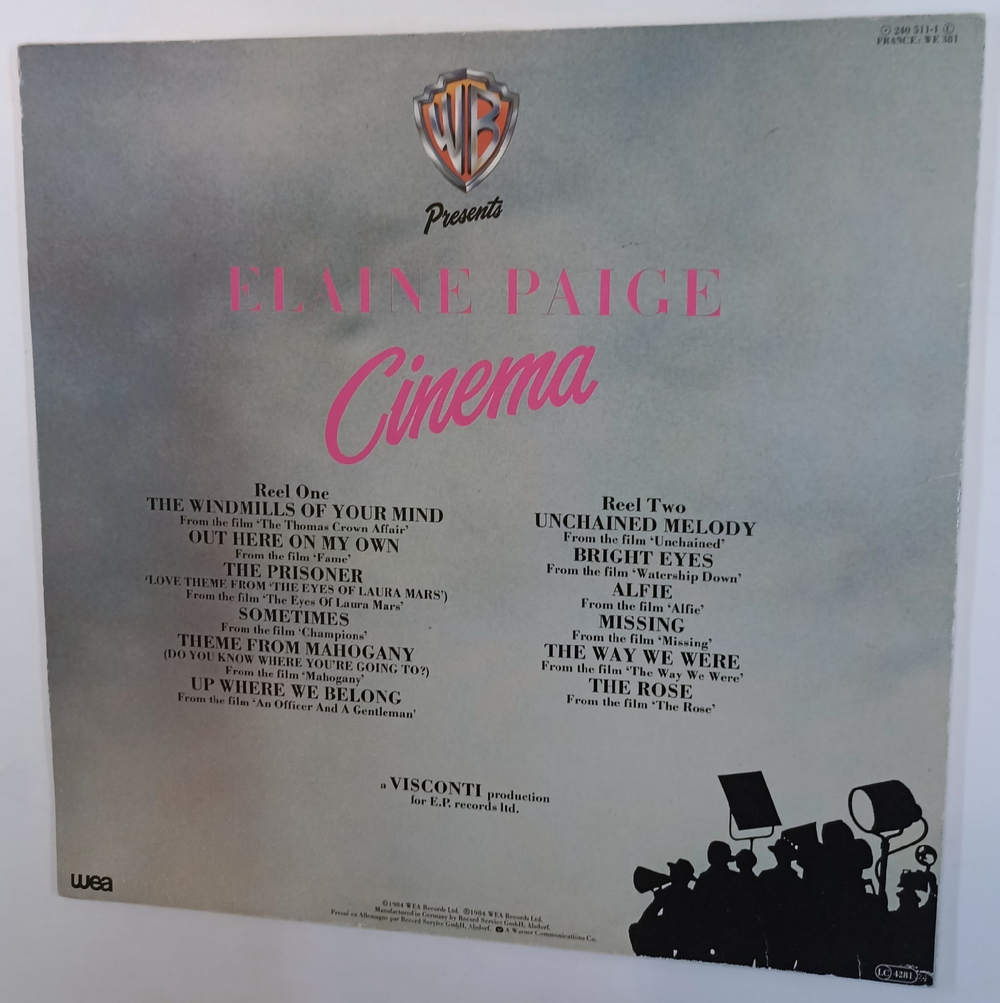 240 511-1
FRANCE: WE 381
WB
Presents
ELAINE PAIGE
Cinema
Reel One
THE WINDMILLS OF YOUR MIND
From the film ‘The Thomas Crown Affair’
OUT HERE ON MY OWN
From the film ‘Fame’
THE PRISONER
‘(LOVE THEME FROM ‘THE EYES OF LAURA MARS’)
From the film ‘The Eyes Of Laura Mars’
SOMETIMES
From the film ‘Champions’
THEME FROM MAHOGANY
(DO YOU KNOW WHERE YOU'RE GOING TO?)
From the film ‘Mahogany’
UP WHERE WE BELONG
From the film ‘An Officer And A Gentleman’
Reel Two
UNCHAINED MELODY
From the film ‘Unchained’
BRIGHT EYES
From the film ‘Watership Down’
ALFIE
From the film ‘Alfie’
MISSING
From the film ‘Missing’
THE WAY WE WERE
From the film ‘The Way We Were’
THE ROSE
From the film ‘The Rose’
a VISCONTI production
for E.P. records ltd.
wea
℗1984 WEA Records Ltd. ©1984 WEA Records Ltd.
Manufactured in Germany by Record Service GmbH, Alsdorf.
Pressé en Allemagne par Record Service GmbH, Alsdorf. A Warner Communications Co.
LC 4281